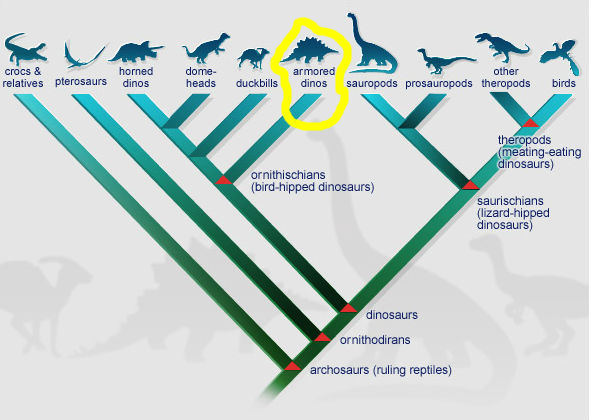 crocs &
relatives
pterosaurs
horned
dinos
dome-
heads
duckbills
armored
dinos
sauropods
prosauropods
other
theropods
birds
theropods
(meating-eating
dinosaurs)
ornithischians
(bird-hipped dinosaurs)
saurischians
(lizard-hipped
dinosaurs)
dinosaurs
ornithodirans
archosaurs (ruling reptiles)